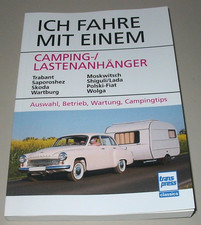 ICH FAHRE
MIT EINEM
CAMPING-/
LASTENANHÄNGER
Trabant
Saporoshez
Skoda
Wartburg
Moskwitsch
Shiguli/Lada
Polski-Fiat
Wolga
Auswahl, Betrieb, Wartung, Campingtips
trans
press